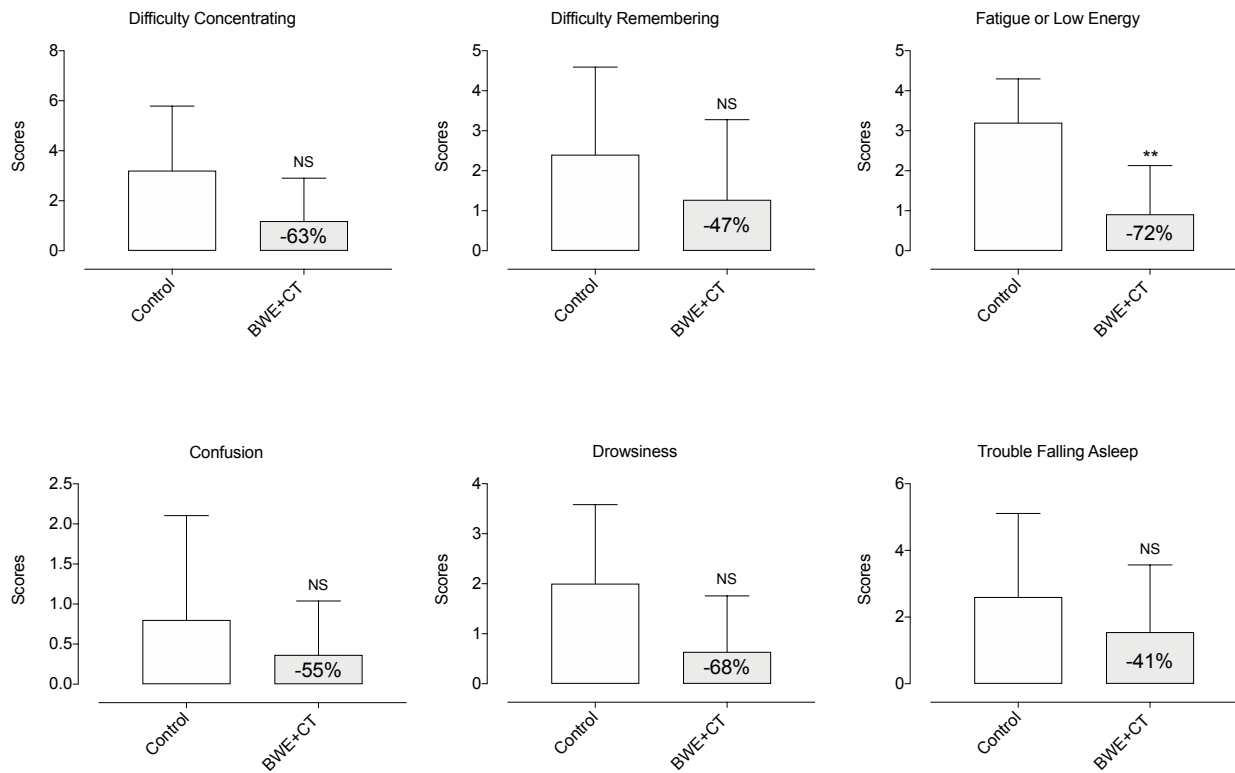 Difficulty Concentrating
8
6
4
2
0
Scores
NS
-63%
Control
BWE+CT
Difficulty Remembering
5
4
3
2
1
0
Scores
NS
-47%
Control
BWE+CT
Fatigue or Low Energy
5
4
3
2
1
0
Scores
**
-72%
Control
BWE+CT
Confusion
2.5
2.0
1.5
1.0
0.5
0.0
Scores
NS
-55%
Control
BWE+CT
Drowsiness
4
3
2
1
0
Scores
NS
-68%
Control
BWE+CT
Trouble Falling Asleep
6
4
2
0
Scores
NS
-41%
Control
BWE+CT